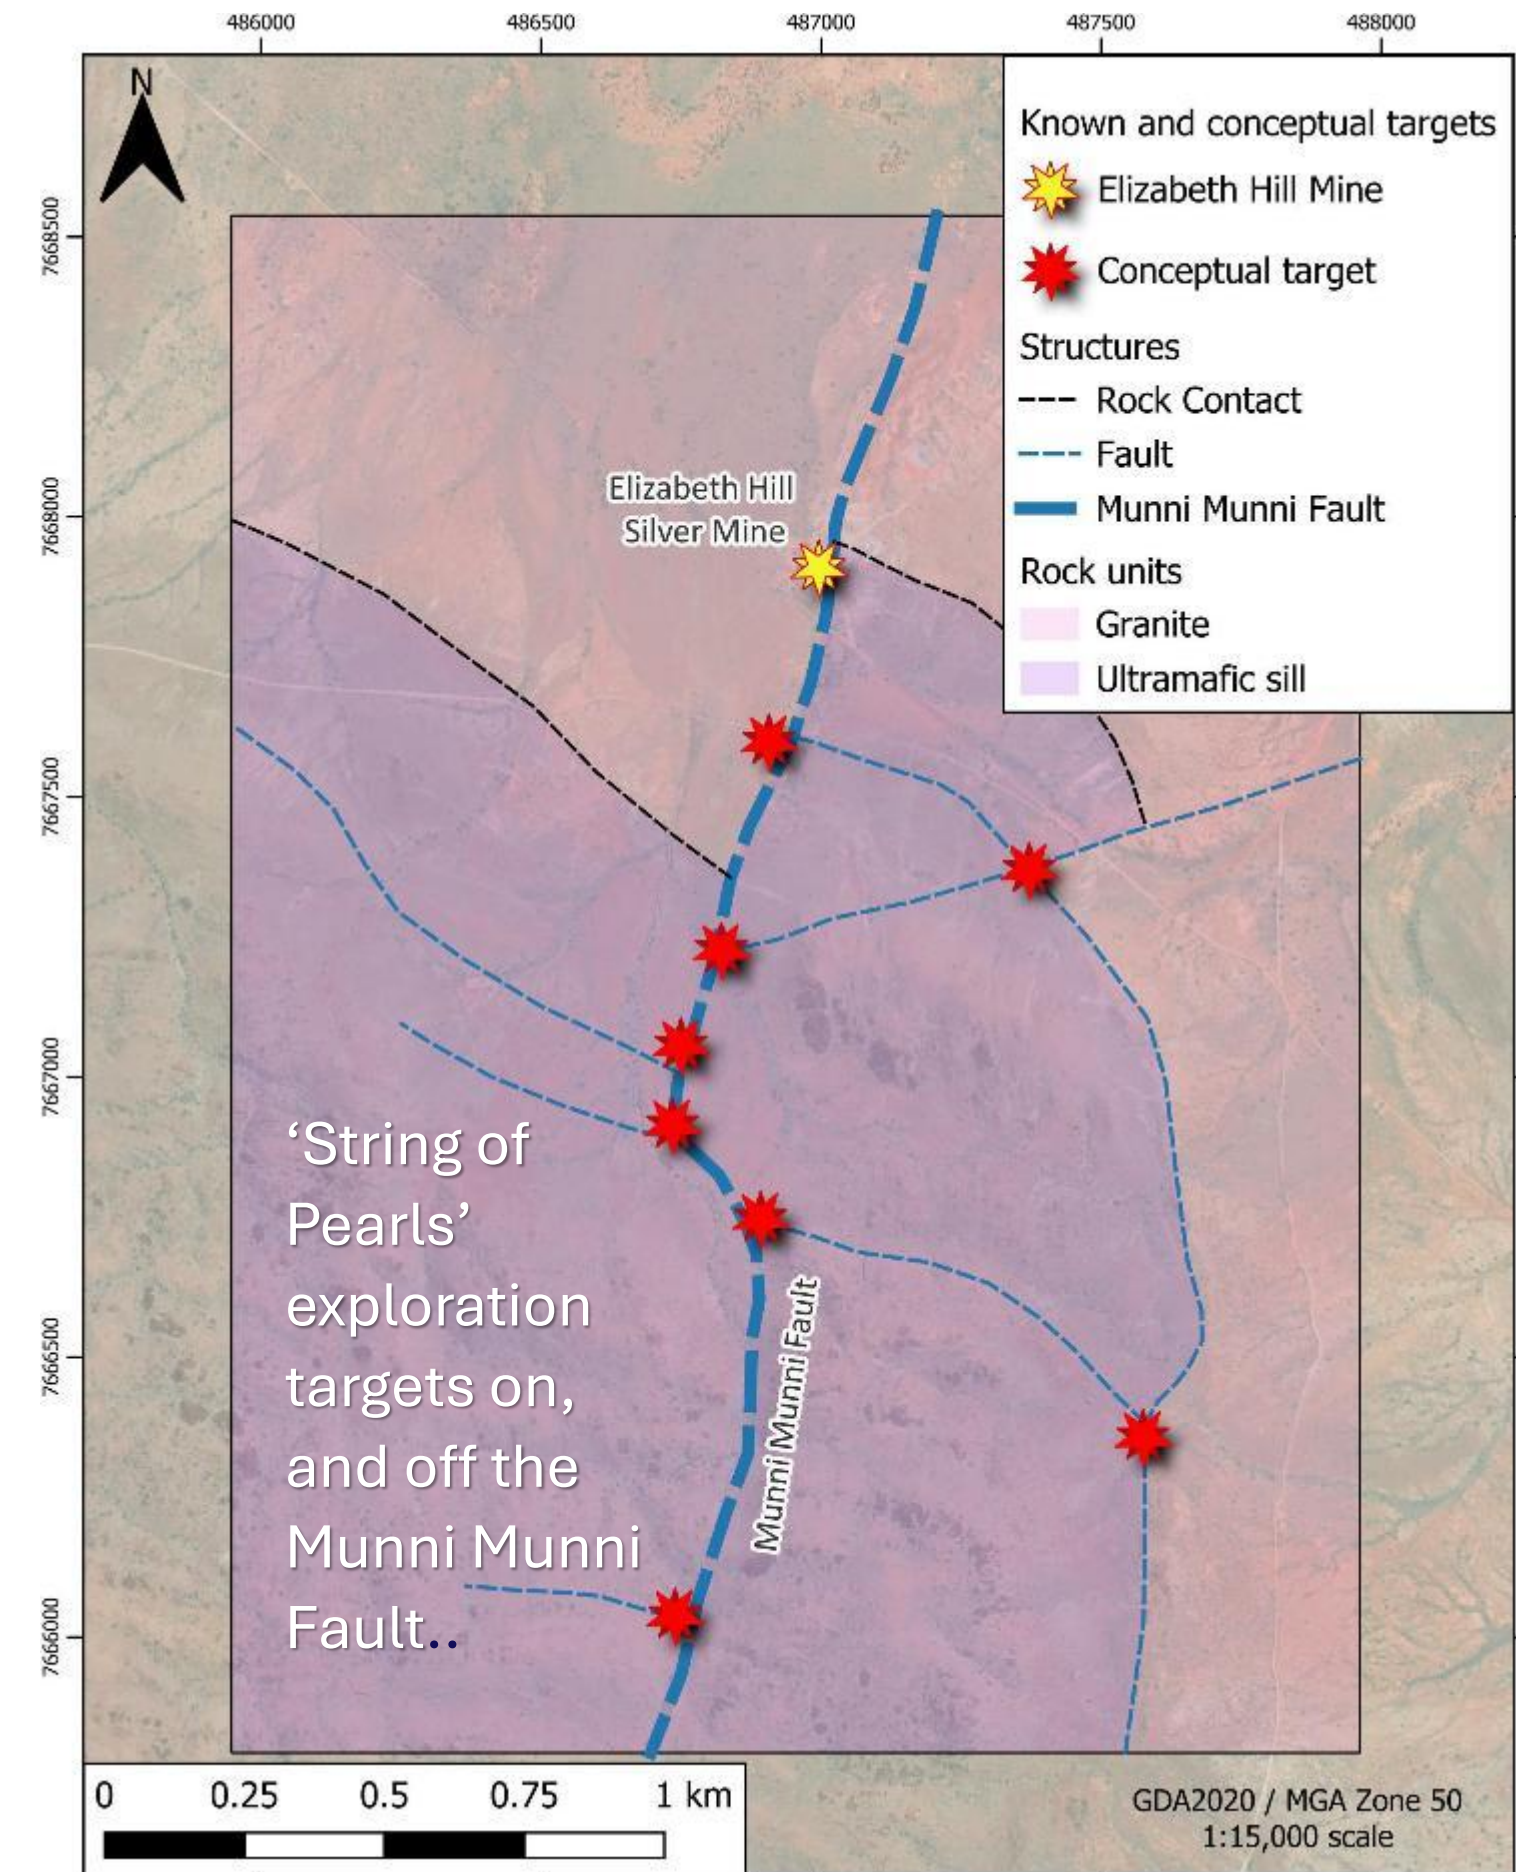 486000
486500
487000
487500
488000
N
7668500
7668000
7667500
7667000
7666500
7666000
Known and conceptual targets
Elizabeth Hill Mine
Conceptual target
Structures
Rock Contact
Fault
Munni Munni Fault
Rock units
Granite
Ultramafic sill
Elizabeth Hill
Silver Mine
Munni Munni Fault
‘String of
Pearls’
exploration
targets on,
and off the
Munni Munni
Fault..
0 0.25 0.5 0.75 1 km
GDA2020 / MGA Zone 50
1:15,000 scale